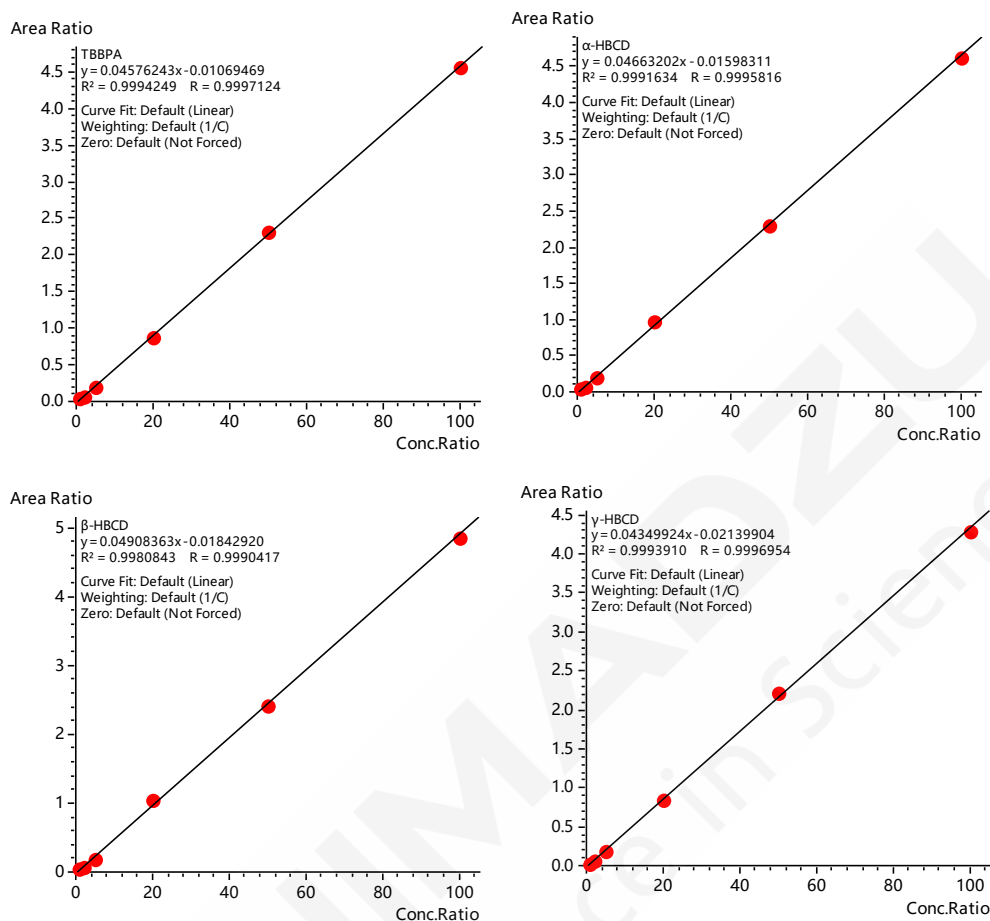 Area Ratio
TBBPA
y = 0.04576243x - 0.01069469
R² = 0.9994249 R = 0.9997124
Curve Fit: Default (Linear)
Weighting: Default (1/C)
Zero: Default (Not Forced)
4.5
4.0
3.5
3.0
2.5
2.0
1.5
1.0
0.5
0.0
0 20 40 60 80 100
Conc.Ratio
Area Ratio
α-HBCD
y = 0.04663202x - 0.01598311
R² = 0.9991634 R = 0.9995816
Curve Fit: Default (Linear)
Weighting: Default (1/C)
Zero: Default (Not Forced)
4.5
4.0
3.5
3.0
2.5
2.0
1.5
1.0
0.5
0.0
0 20 40 60 80 100
Conc.Ratio
Area Ratio
β-HBCD
y = 0.04908363x - 0.01842920
R² = 0.9980843 R = 0.9990417
Curve Fit: Default (Linear)
Weighting: Default (1/C)
Zero: Default (Not Forced)
5
4
3
2
1
0
0 20 40 60 80 100
Conc.Ratio
Area Ratio
γ-HBCD
y = 0.04349924x - 0.02139904
R² = 0.9993910 R = 0.9996954
Curve Fit: Default (Linear)
Weighting: Default (1/C)
Zero: Default (Not Forced)
4.5
4.0
3.5
3.0
2.5
2.0
1.5
1.0
0.5
0.0
0 20 40 60 80 100
Conc.Ratio
IMADZU
ce in Scien